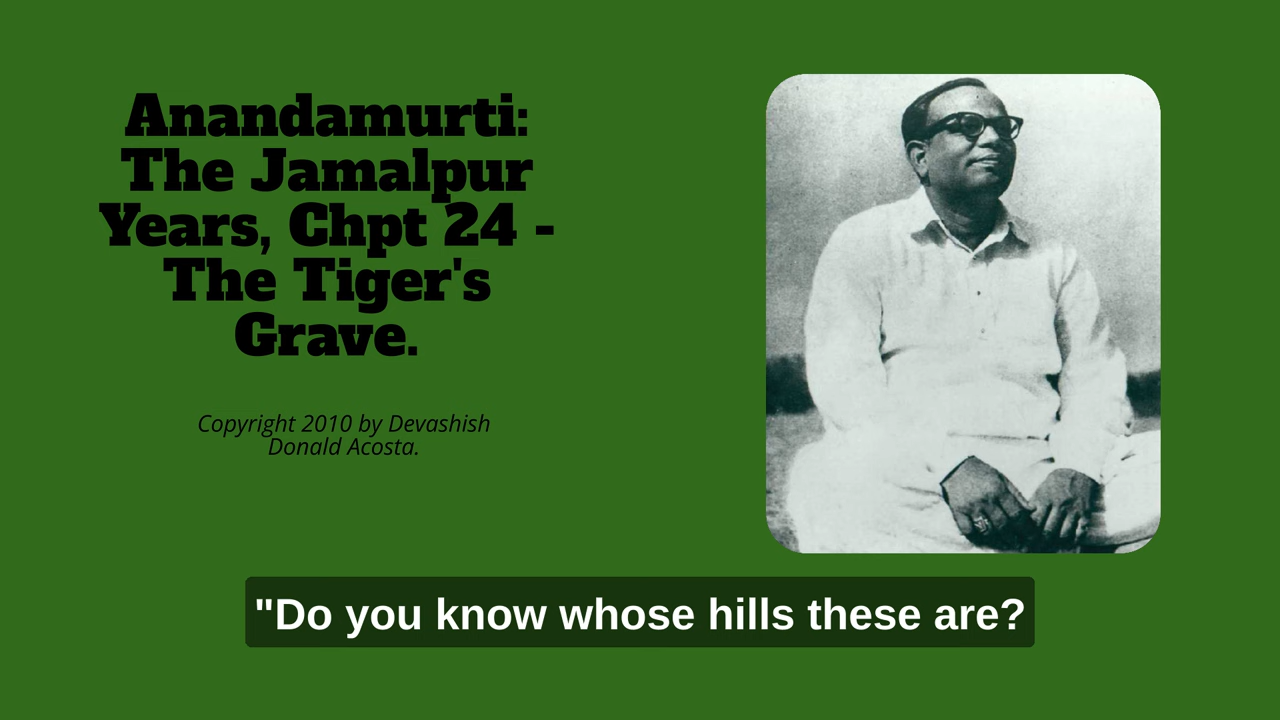 Anandamurti:
The Jamalpur
Years, Chpt 24 -
The Tiger's
Grave.
Copyright 2010 by Devashish
Donald Acosta.
"Do you know whose hills these are?